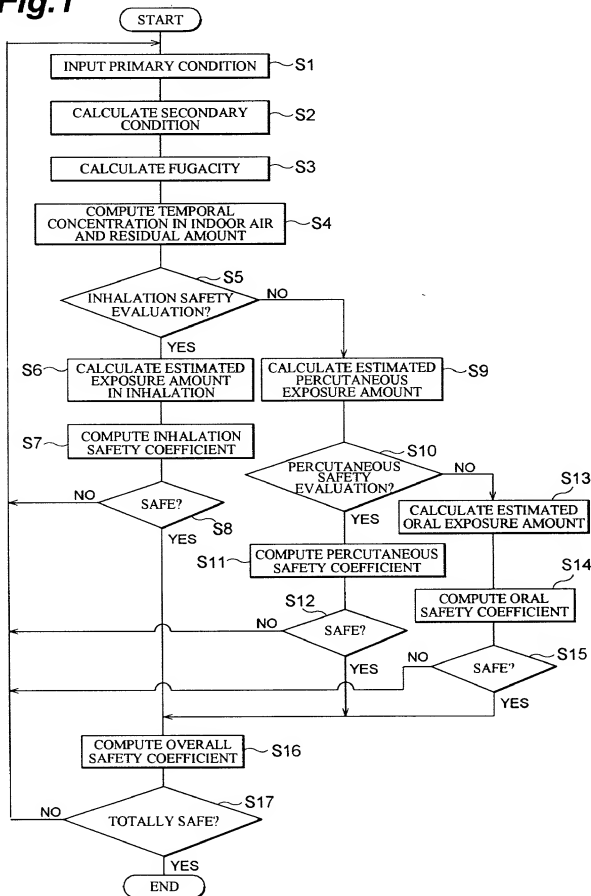 Fig.1
START
INPUT PRIMARY CONDITION
S1
CALCULATE SECONDARY
CONDITION
S2
CALCULATE FUGACITY
S3
COMPUTE TEMPORAL
CONCENTRATION IN INDOOR AIR
AND RESIDUAL AMOUNT
S4
S5
INHALATION SAFETY
EVALUATION?
NO
YES
S6
CALCULATE ESTIMATED
EXPOSURE AMOUNT
IN INHALATION
CALCULATE ESTIMATED
PERCUTANEOUS
EXPOSURE AMOUNT
S9
S7
COMPUTE INHALATION
SAFETY COEFFICIENT
S10
PERCUTANEOUS
SAFETY
EVALUATION?
NO
YES
S13
CALCULATE ESTIMATED
ORAL EXPOSURE AMOUNT
NO
SAFE?
S8
YES
S11
COMPUTE PERCUTANEOUS
SAFETY COEFFICIENT
S14
COMPUTE ORAL
SAFETY COEFFICIENT
S12
NO
SAFE?
YES
S15
NO
SAFE?
YES
COMPUTE OVERALL
SAFETY COEFFICIENT
S16
S17
NO
TOTALLY SAFE?
YES
END